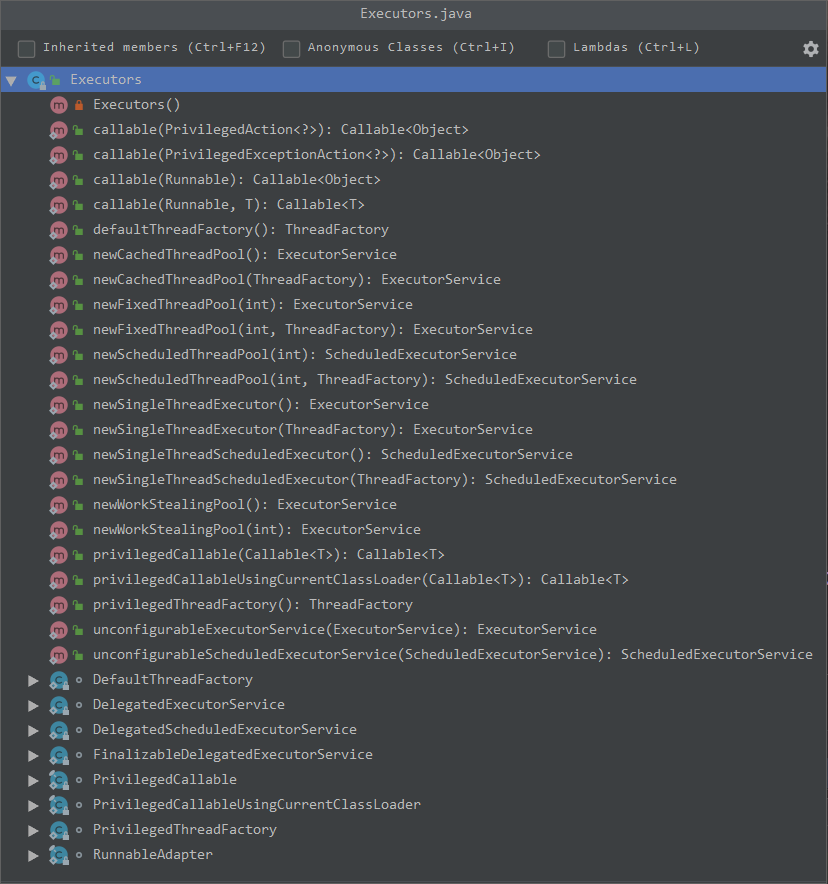 Executors.java
Inherited members (Ctrl+F12) Anonymous Classes (Ctrl+I) Lambdas (Ctrl+L)
Executors
Executors()
callable(PrivilegedAction<?>): Callable<Object>
callable(PrivilegedExceptionAction<?>): Callable<Object>
callable(Runnable): Callable<Object>
callable(Runnable, T): Callable<T>
defaultThreadFactory(): ThreadFactory
newCachedThreadPool(): ExecutorService
newCachedThreadPool(ThreadFactory): ExecutorService
newFixedThreadPool(int): ExecutorService
newFixedThreadPool(int, ThreadFactory): ExecutorService
newScheduledThreadPool(int): ScheduledExecutorService
newScheduledThreadPool(int, ThreadFactory): ScheduledExecutorService
newSingleThreadExecutor(): ExecutorService
newSingleThreadExecutor(ThreadFactory): ExecutorService
newSingleThreadScheduledExecutor(): ScheduledExecutorService
newSingleThreadScheduledExecutor(ThreadFactory): ScheduledExecutorService
newWorkStealingPool(): ExecutorService
newWorkStealingPool(int): ExecutorService
privilegedCallable(Callable<T>): Callable<T>
privilegedCallableUsingCurrentClassLoader(Callable<T>): Callable<T>
privilegedThreadFactory(): ThreadFactory
unconfigurableExecutorService(ExecutorService): ExecutorService
unconfigurableScheduledExecutorService(ScheduledExecutorService): ScheduledExecutorService
DefaultThreadFactory
DelegatedExecutorService
DelegatedScheduledExecutorService
FinalizableDelegatedExecutorService
PrivilegedCallable
PrivilegedCallableUsingCurrentClassLoader
PrivilegedThreadFactory
RunnableAdapter